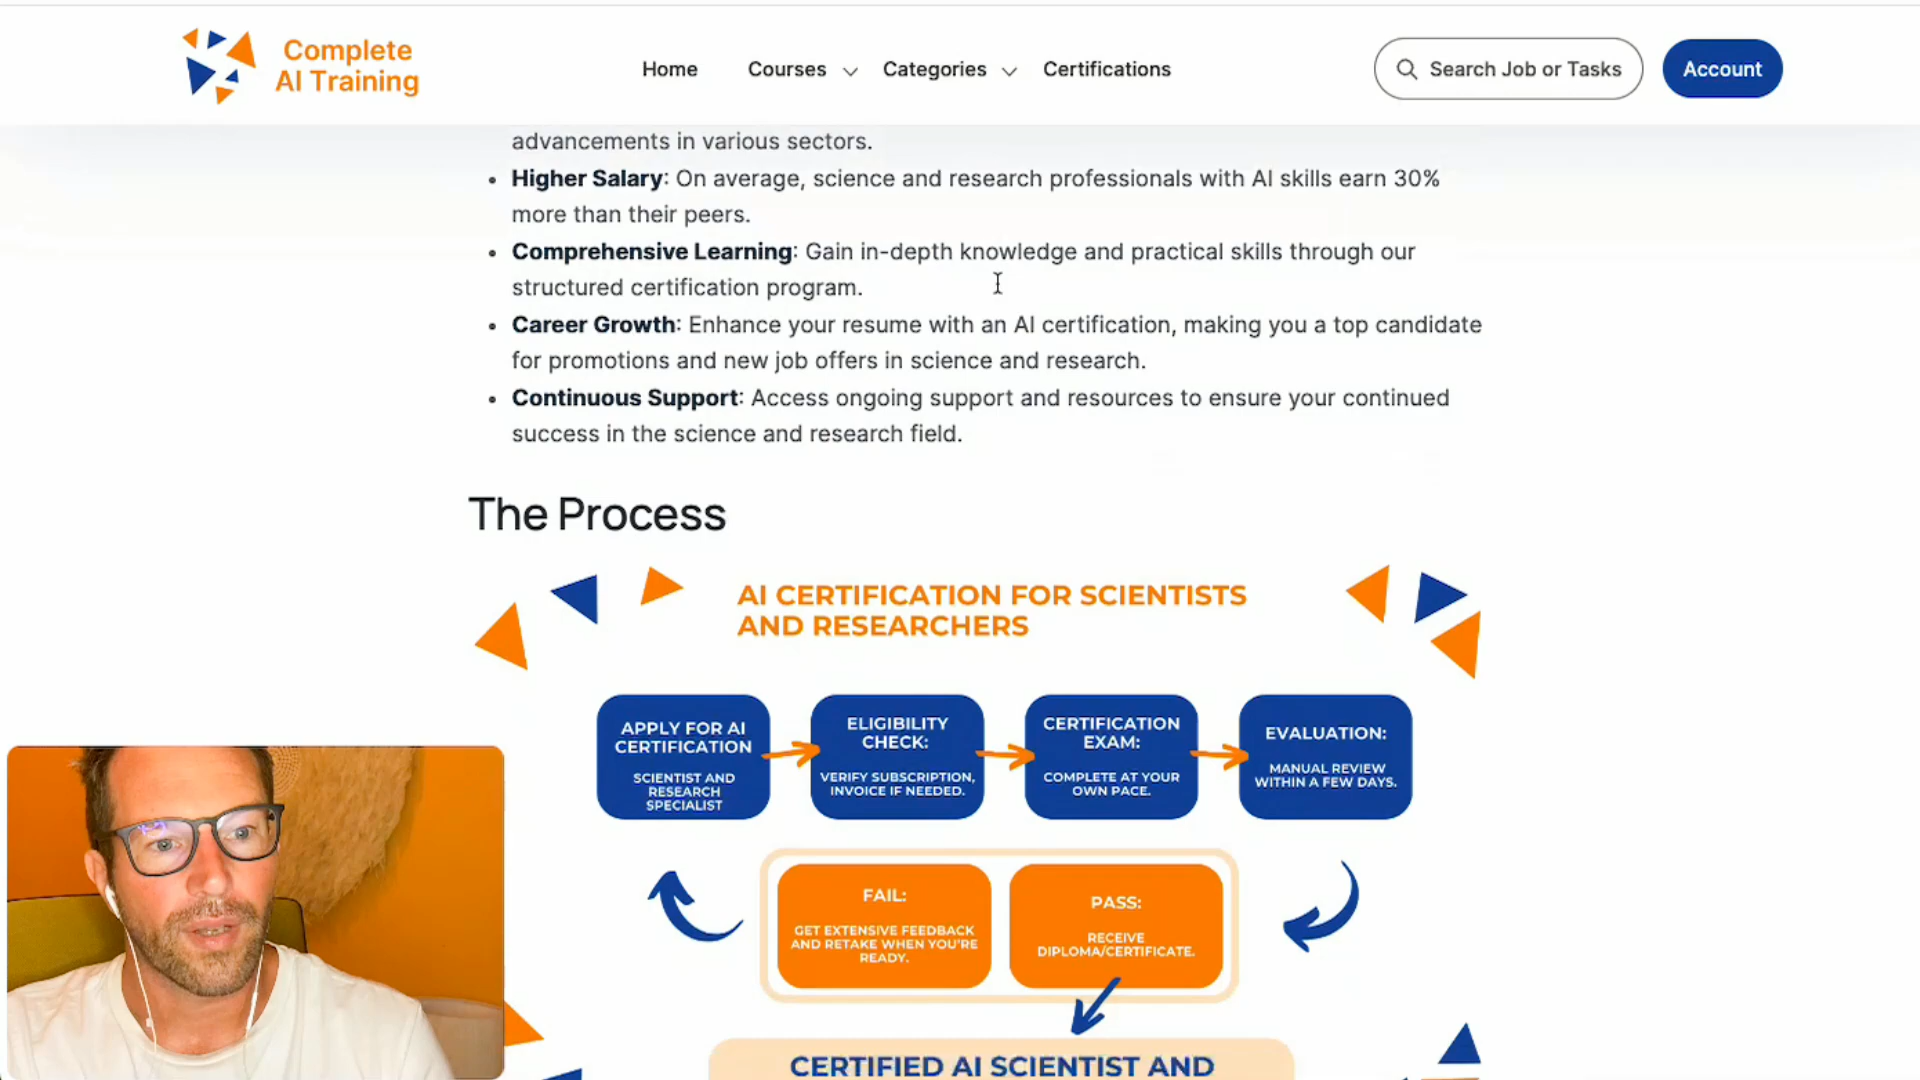 Complete
AI Training
Home
Courses
Categories
Certifications
Search Job or Tasks
Account
advancements in various sectors.
• Higher Salary: On average, science and research professionals with AI skills earn 30%
more than their peers.
• Comprehensive Learning: Gain in-depth knowledge and practical skills through our
structured certification program.
• Career Growth: Enhance your resume with an AI certification, making you a top candidate
for promotions and new job offers in science and research.
• Continuous Support: Access ongoing support and resources to ensure your continued
success in the science and research field.
The Process
AI CERTIFICATION FOR SCIENTISTS
AND RESEARCHERS
APPLY FOR AI
CERTIFICATION
SCIENTIST AND
RESEARCH
SPECIALIST
ELIGIBILITY
CHECK:
VERIFY SUBSCRIPTION,
INVOICE IF NEEDED.
CERTIFICATION
EXAM:
COMPLETE AT YOUR
OWN PACE.
EVALUATION:
MANUAL REVIEW
WITHIN A FEW DAYS.
FAIL:
GET EXTENSIVE FEEDBACK
AND RETAKE WHEN YOU'RE
READY.
PASS:
RECEIVE
DIPLOMA/CERTIFICATE.
CERTIFIED AI SCIENTIST AND